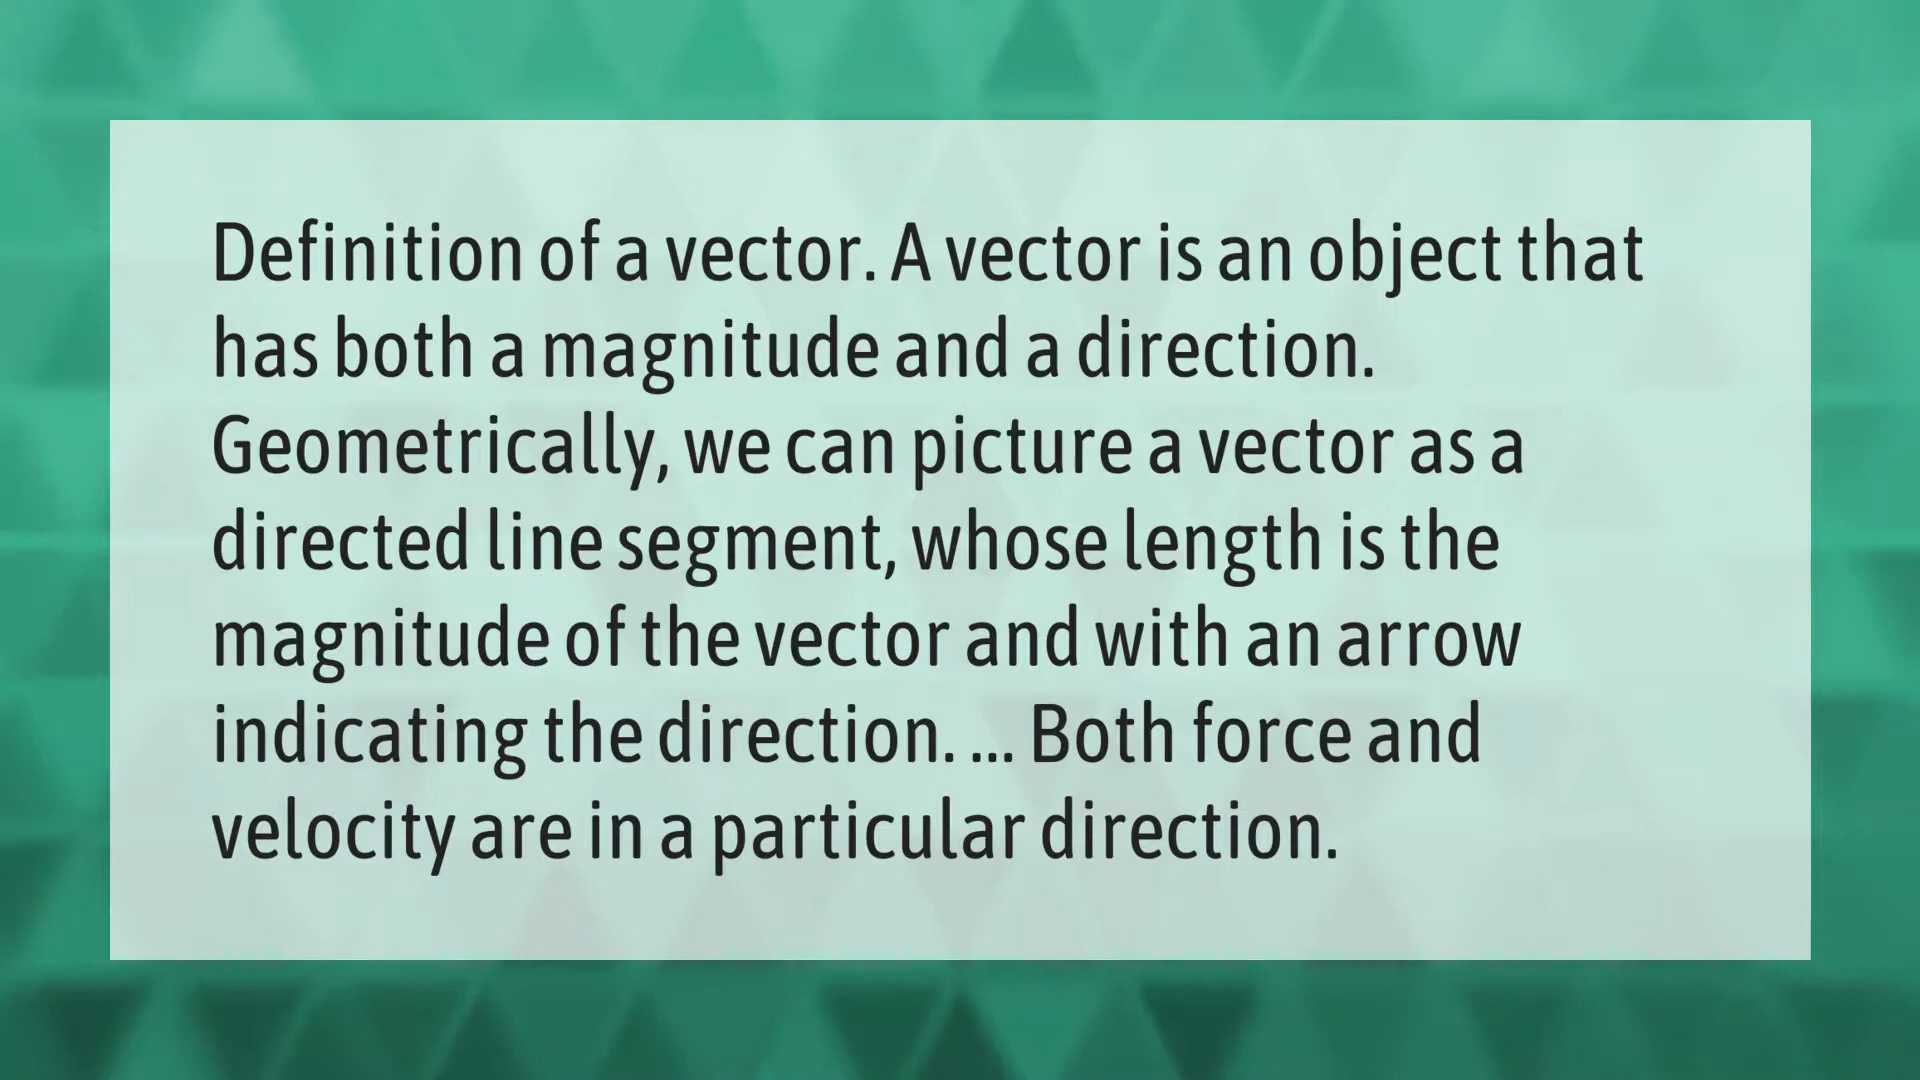 Definition of a vector. A vector is an object that
has both a magnitude and a direction.
Geometrically, we can picture a vector as a
directed line segment, whose length is the
magnitude of the vector and with an arrow
indicating the direction. ... Both force and
velocity are in a particular direction.